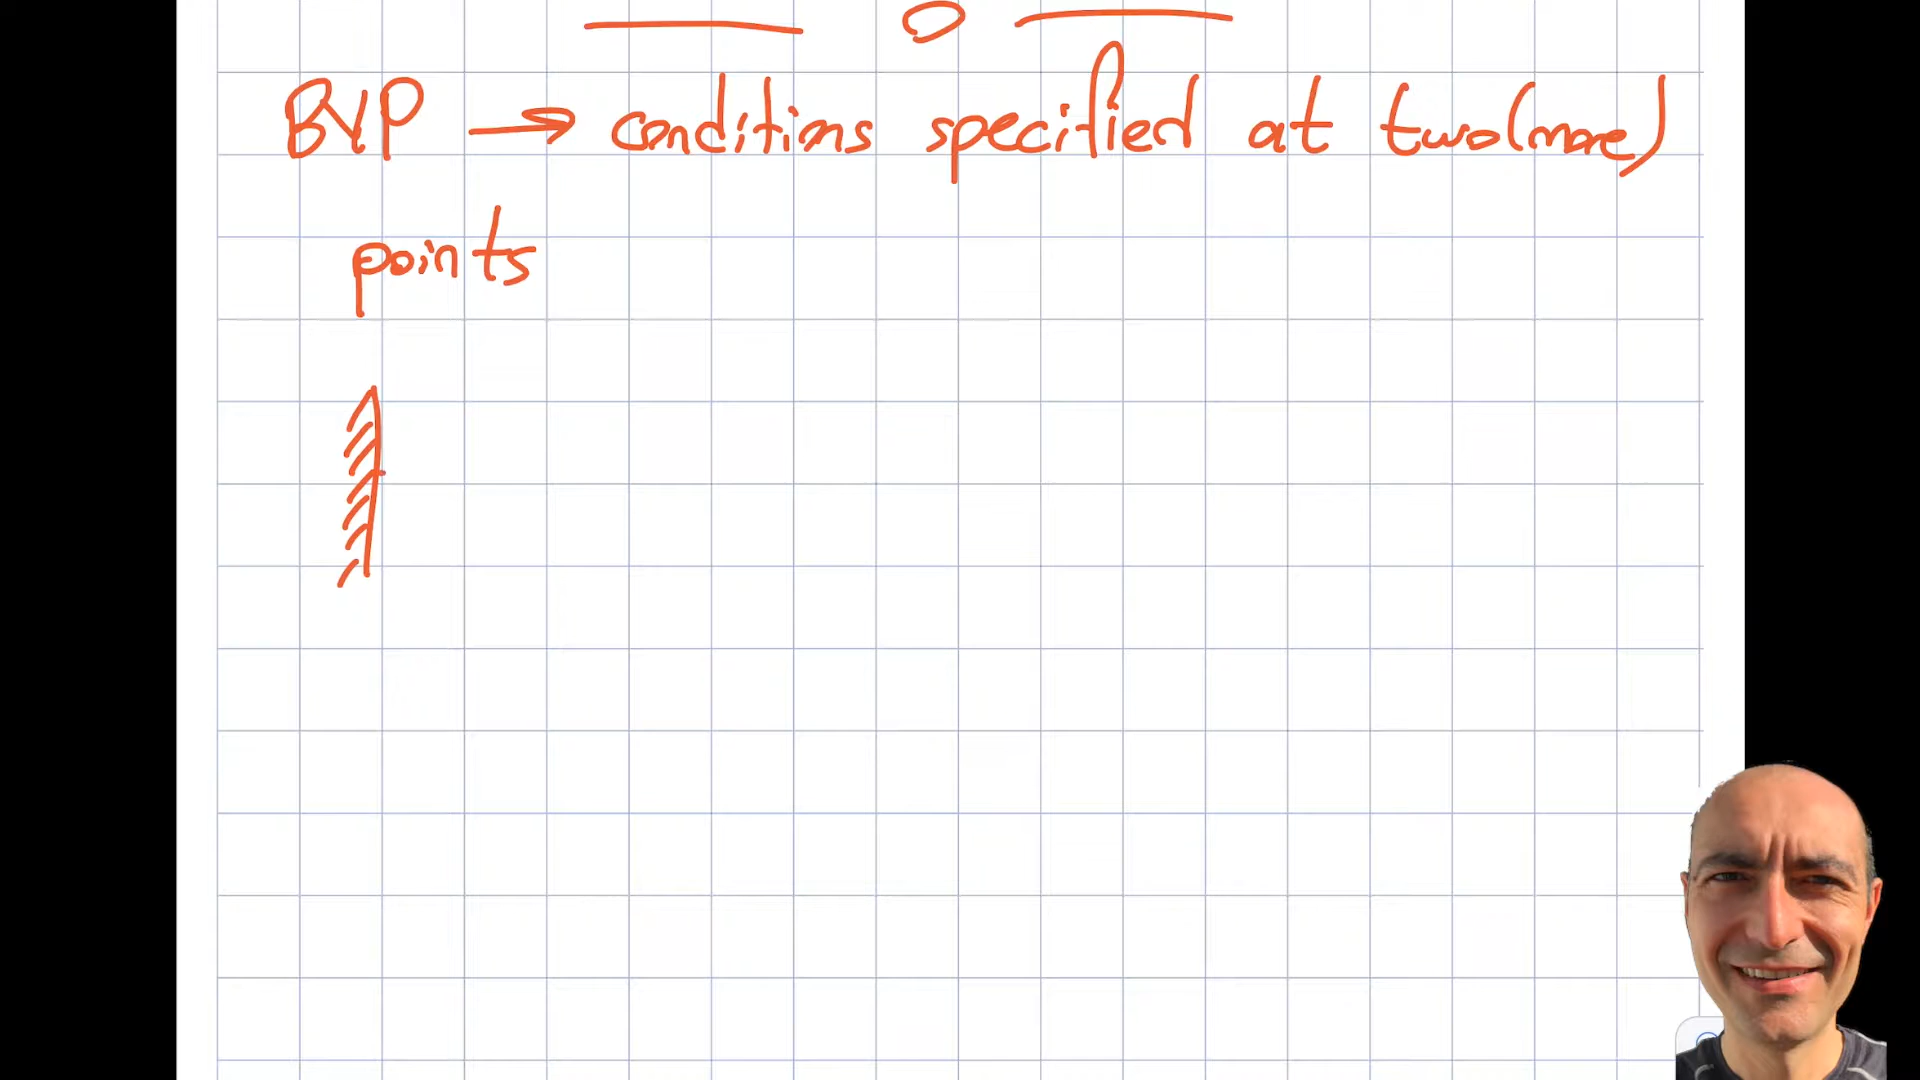 BVP → conditions specified at two(more)
points